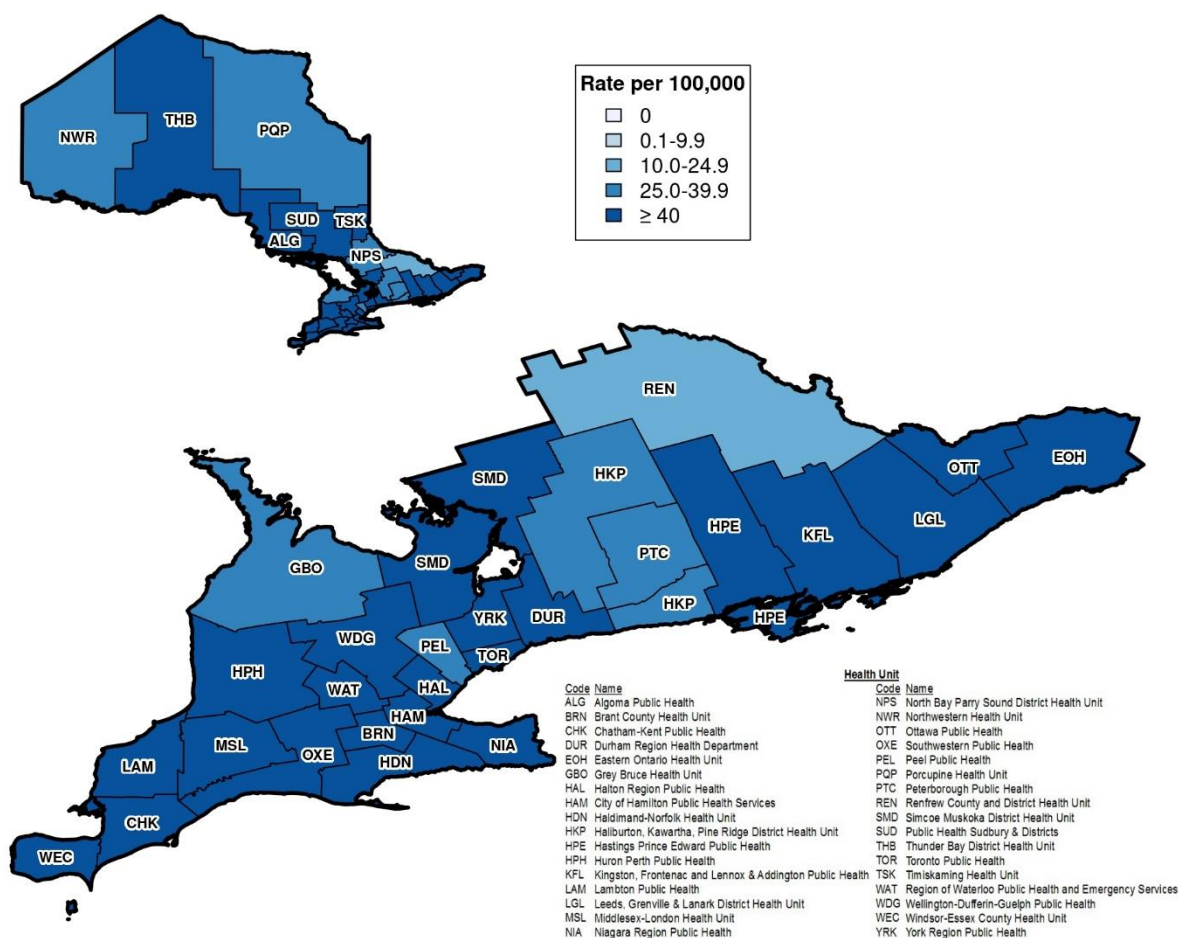 Rate per 100,000
0
0.1-9.9
10.0-24.9
25.0-39.9
≥ 40
NWR
THB
PQP
SUD
TSK
ALG
NPS
REN
SMD
HKP
OTT
EOH
HPE
KFL
LGL
GBO
SMD
PTC
HKP
YRK
DUR
HPE
WDG
PEL
TOR
HPH
WAT
HAL
HAM
MSL
BRN
NIA
OXE
HDN
LAM
CHK
WEC
Health Unit
Code Name
ALG Algoma Public Health
BRN Brant County Health Unit
CHK Chatham-Kent Public Health
DUR Durham Region Health Department
EOH Eastern Ontario Health Unit
GBO Grey Bruce Health Unit
HAL Halton Region Public Health
HAM City of Hamilton Public Health Services
HDN Haldimand-Norfolk Health Unit
HKP Haliburton, Kawartha, Pine Ridge District Health Unit
HPE Hastings Prince Edward Public Health
HPH Huron Perth Public Health
KFL Kingston, Frontenac and Lennox & Addington Public Health
LAM Lambton Public Health
LGL Leeds, Grenville & Lanark District Health Unit
MSL Middlesex-London Health Unit
NIA Niagara Region Public Health
Code Name
NPS North Bay Parry Sound District Health Unit
NWR Northwestern Health Unit
OTT Ottawa Public Health
OXE Southwestern Public Health
PEL Peel Public Health
PQP Porcupine Health Unit
PTC Peterborough Public Health
REN Renfrew County and District Health Unit
SMD Simcoe Muskoka District Health Unit
SUD Public Health Sudbury & Districts
THB Thunder Bay District Health Unit
TOR Toronto Public Health
TSK Timiskaming Health Unit
WAT Region of Waterloo Public Health and Emergency Services
WDG Wellington-Dufferin-Guelph Public Health
WEC Windsor-Essex County Health Unit
YRK York Region Public Health